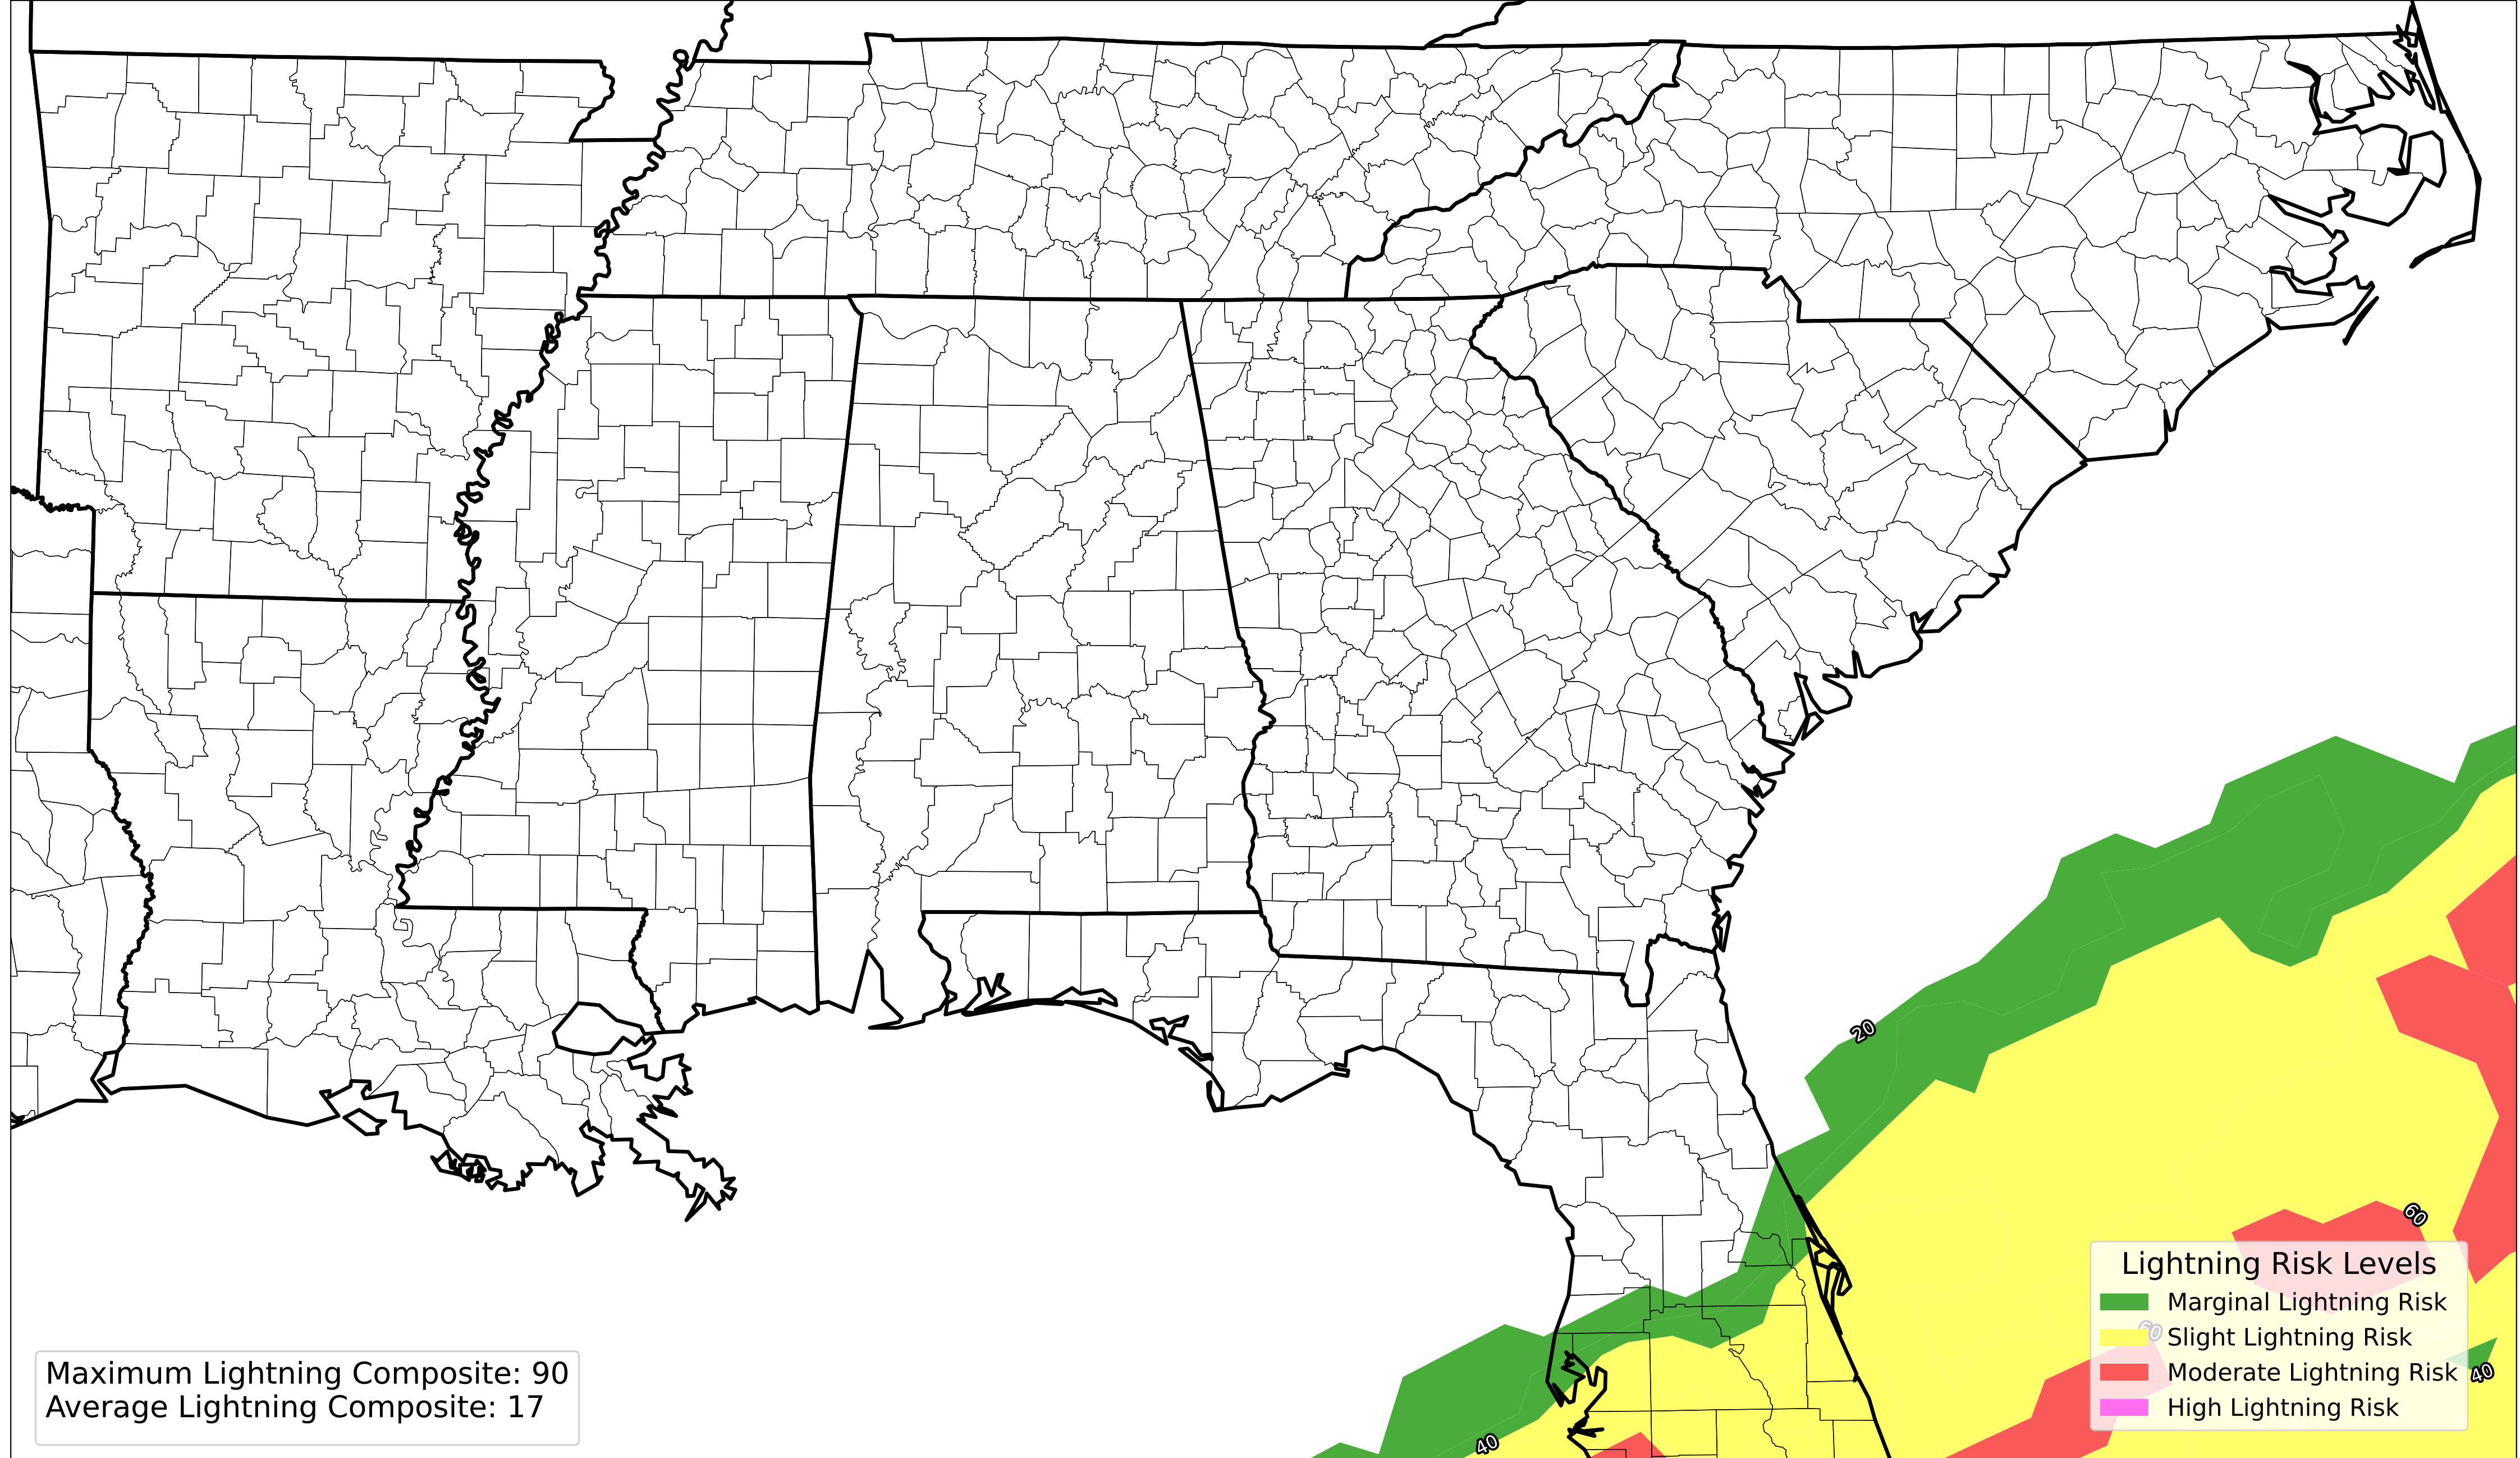 20
60
Lightning Risk Levels
Marginal Lightning Risk
60
Slight Lightning Risk
Moderate Lightning Risk
40
High Lightning Risk
Maximum Lightning Composite: 90
Average Lightning Composite: 17
40